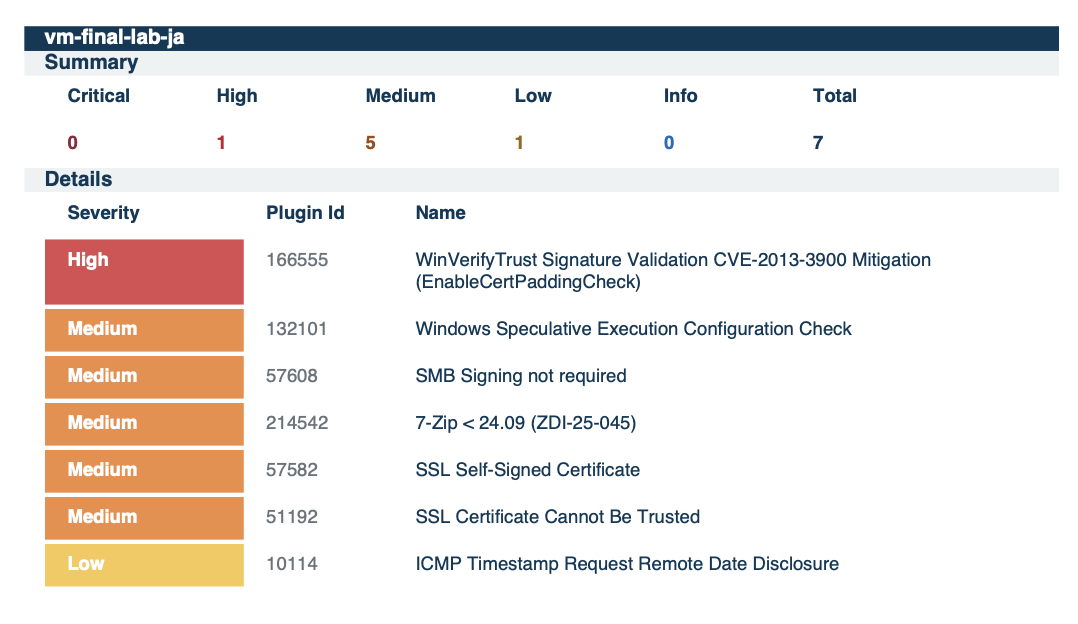 vm-final-lab-ja
Summary
Critical High Medium Low Info Total
0 1 5 1 0 7
Details
Severity Plugin Id Name
High 166555 WinVerifyTrust Signature Validation CVE-2013-3900 Mitigation
(EnableCertPaddingCheck)
Medium 132101 Windows Speculative Execution Configuration Check
Medium 57608 SMB Signing not required
Medium 214542 7-Zip < 24.09 (ZDI-25-045)
Medium 57582 SSL Self-Signed Certificate
Medium 51192 SSL Certificate Cannot Be Trusted
Low 10114 ICMP Timestamp Request Remote Date Disclosure